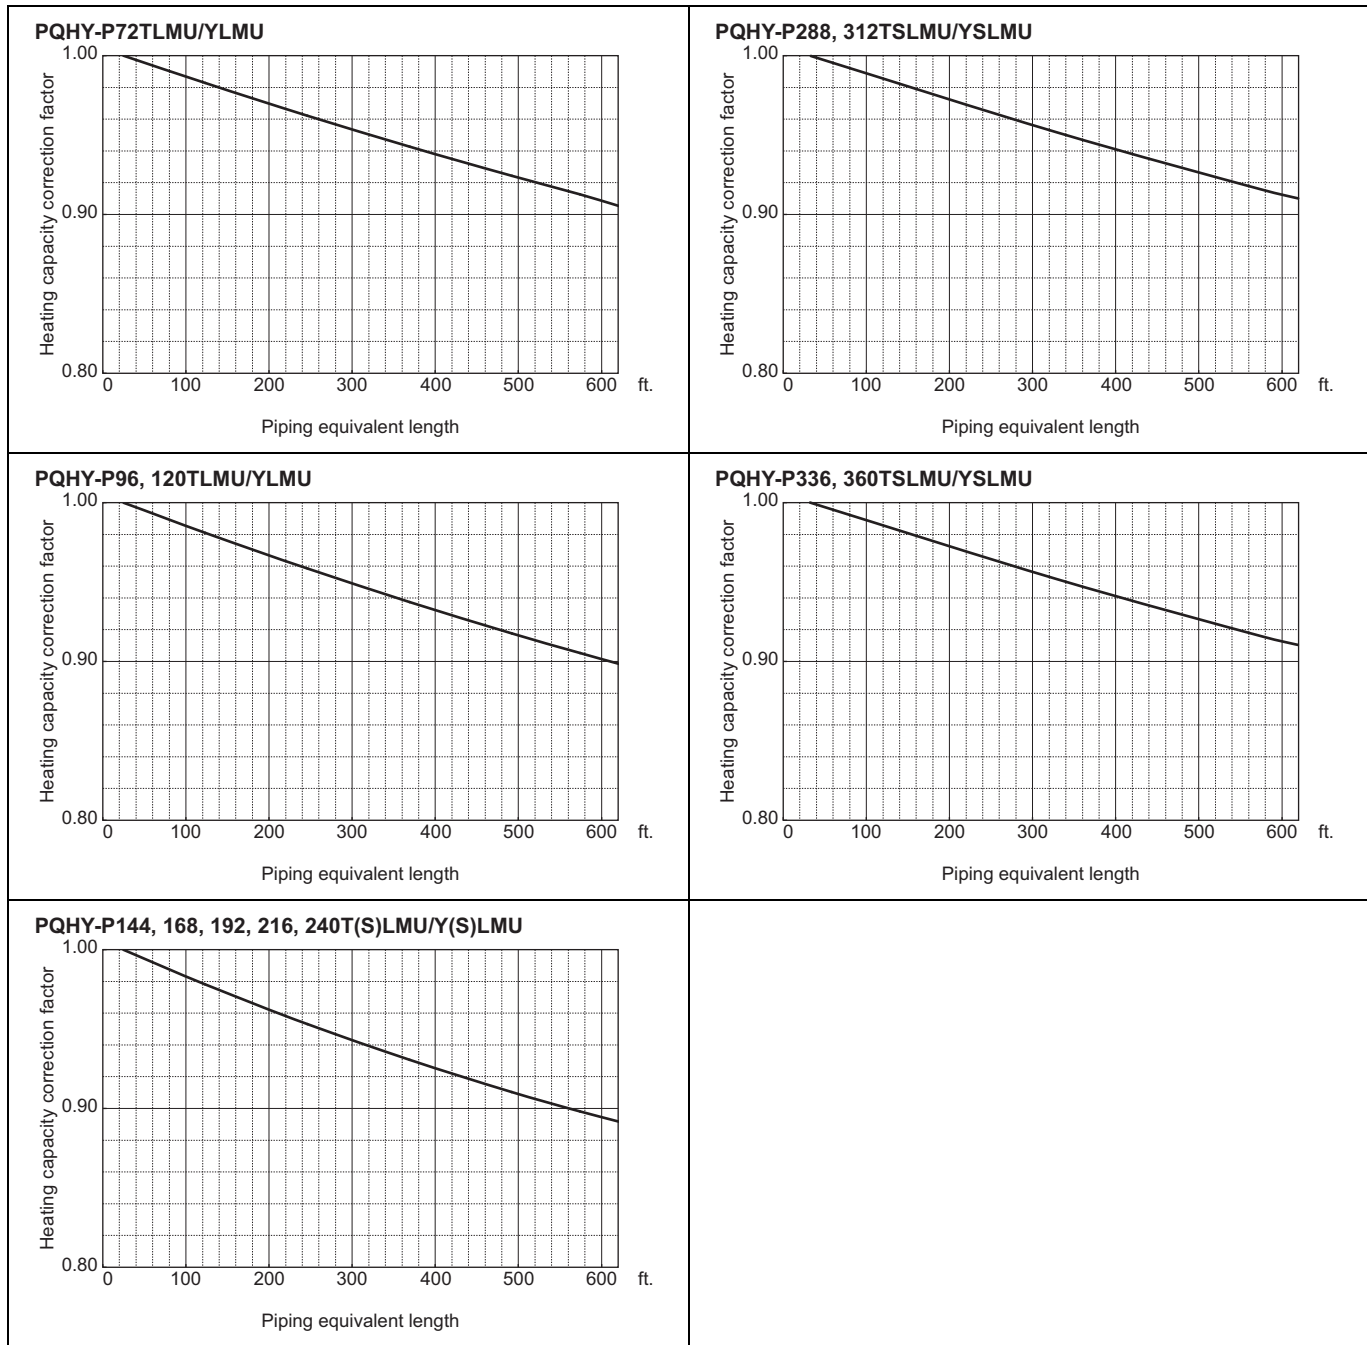 PQHY-P72TLMU/YLMU
1.00
0.90
0.80
Heating capacity correction factor
0 100 200 300 400 500 600 ft.
Piping equivalent length
PQHY-P288, 312TSLMU/YSLMU
1.00
0.90
0.80
Heating capacity correction factor
0 100 200 300 400 500 600 ft.
Piping equivalent length
PQHY-P96, 120TLMU/YLMU
1.00
0.90
0.80
Heating capacity correction factor
0 100 200 300 400 500 600 ft.
Piping equivalent length
PQHY-P336, 360TSLMU/YSLMU
1.00
0.90
0.80
Heating capacity correction factor
0 100 200 300 400 500 600 ft.
Piping equivalent length
PQHY-P144, 168, 192, 216, 240T(S)LMU/Y(S)LMU
1.00
0.90
0.80
Heating capacity correction factor
0 100 200 300 400 500 600 ft.
Piping equivalent length